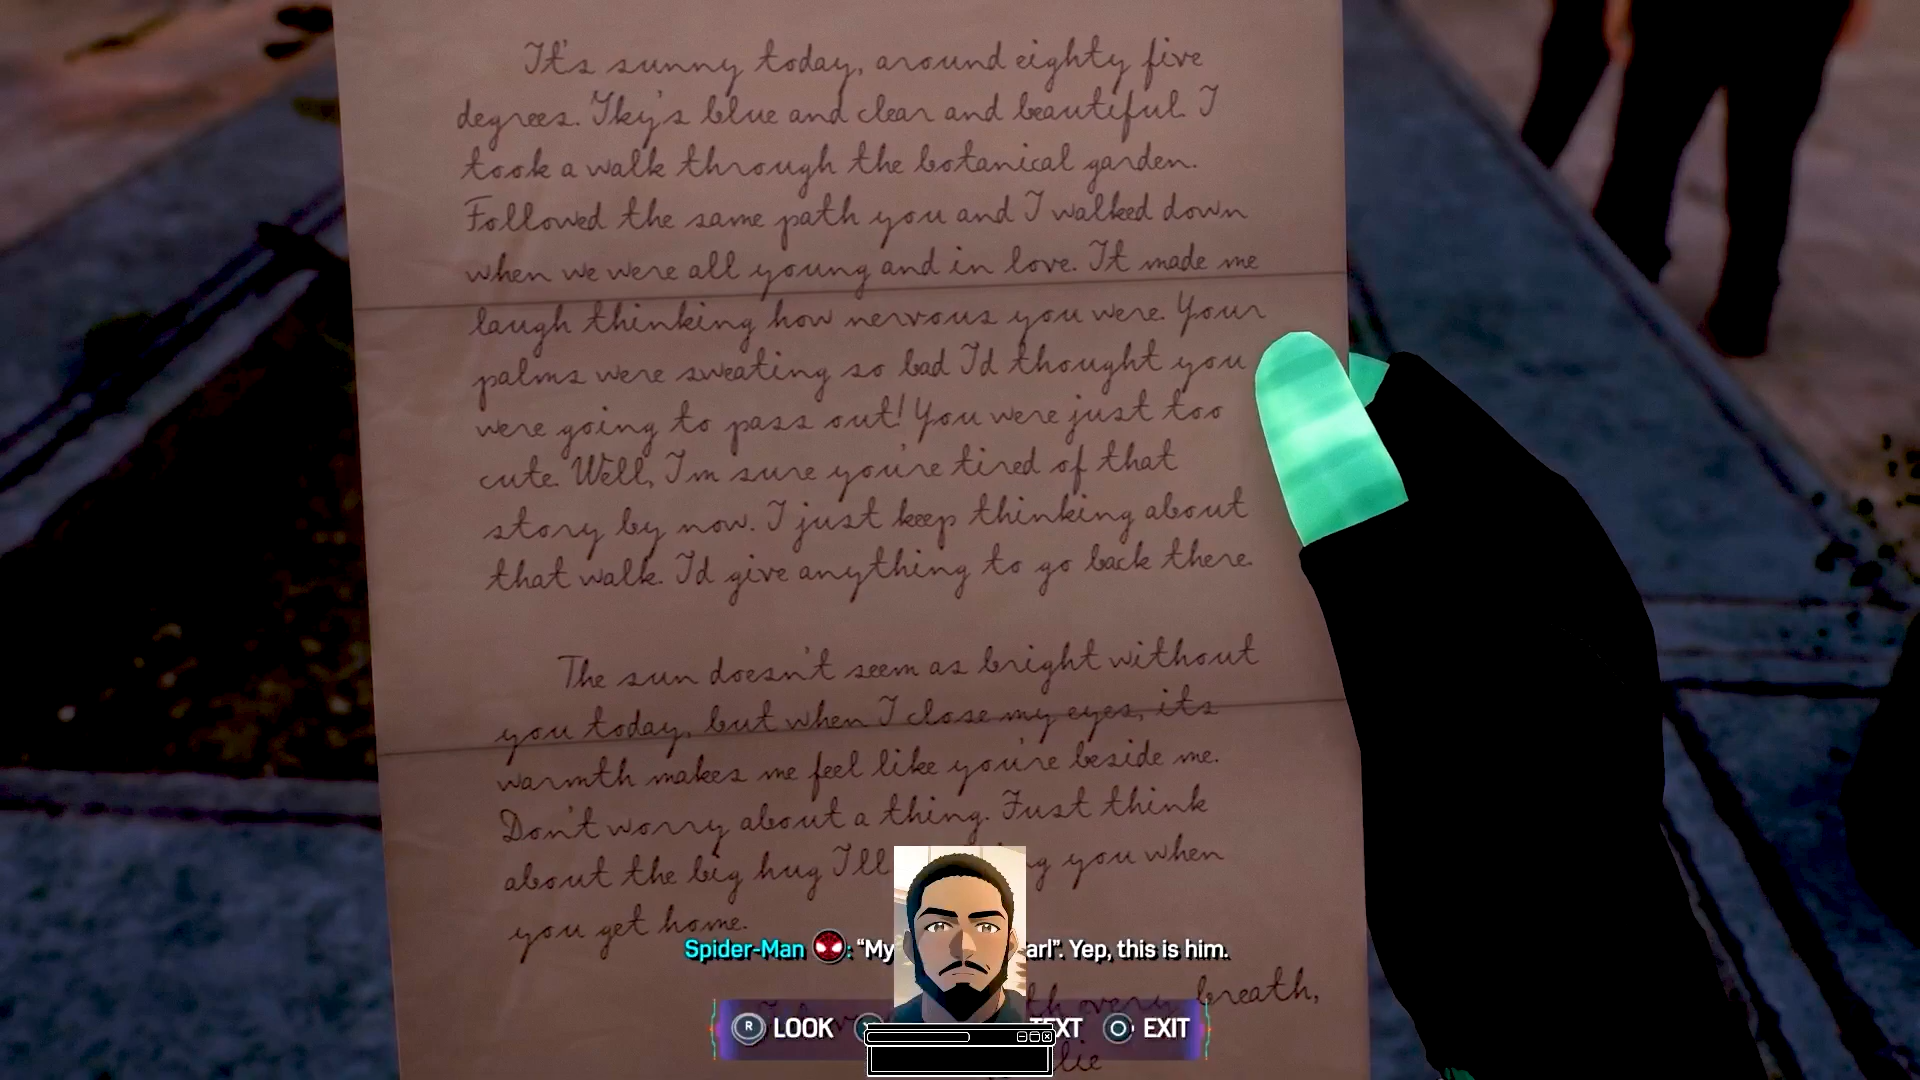 It's sunny today, around eighty five
degrees. Sky's blue and clear and beautiful. I
took a walk through the botanical garden.
Followed the same path you and I walked down
when we were all young and in love. It made me
laugh thinking how nervous you were. Your
palms were sweating so bad I'd thought you
were going to pass out! You were just too
cute. Well, I'm sure you're tired of that
story by now. I just keep thinking about
that walk. I'd give anything to go back there.
The sun doesn't seem as bright without
you today, but when I close my eyes, its
warmth makes me feel like you're beside me.
Don't worry about a thing. Just think
about the big hug I'll you when
you get home.
Spider-Man: “My arl”. Yep, this is him.
every breath,
R LOOK TEXT EXIT
lie